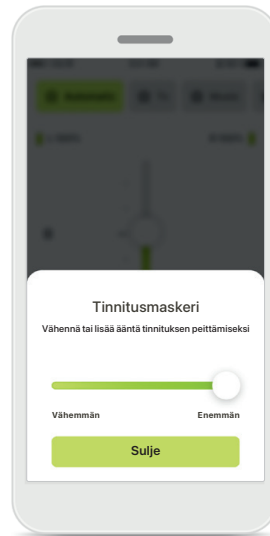 Tinnitusmaskeri
Vähennä tai lisää ääntä tinnituksen peittämiseksi
Vähemmän Enemmän
Sulje